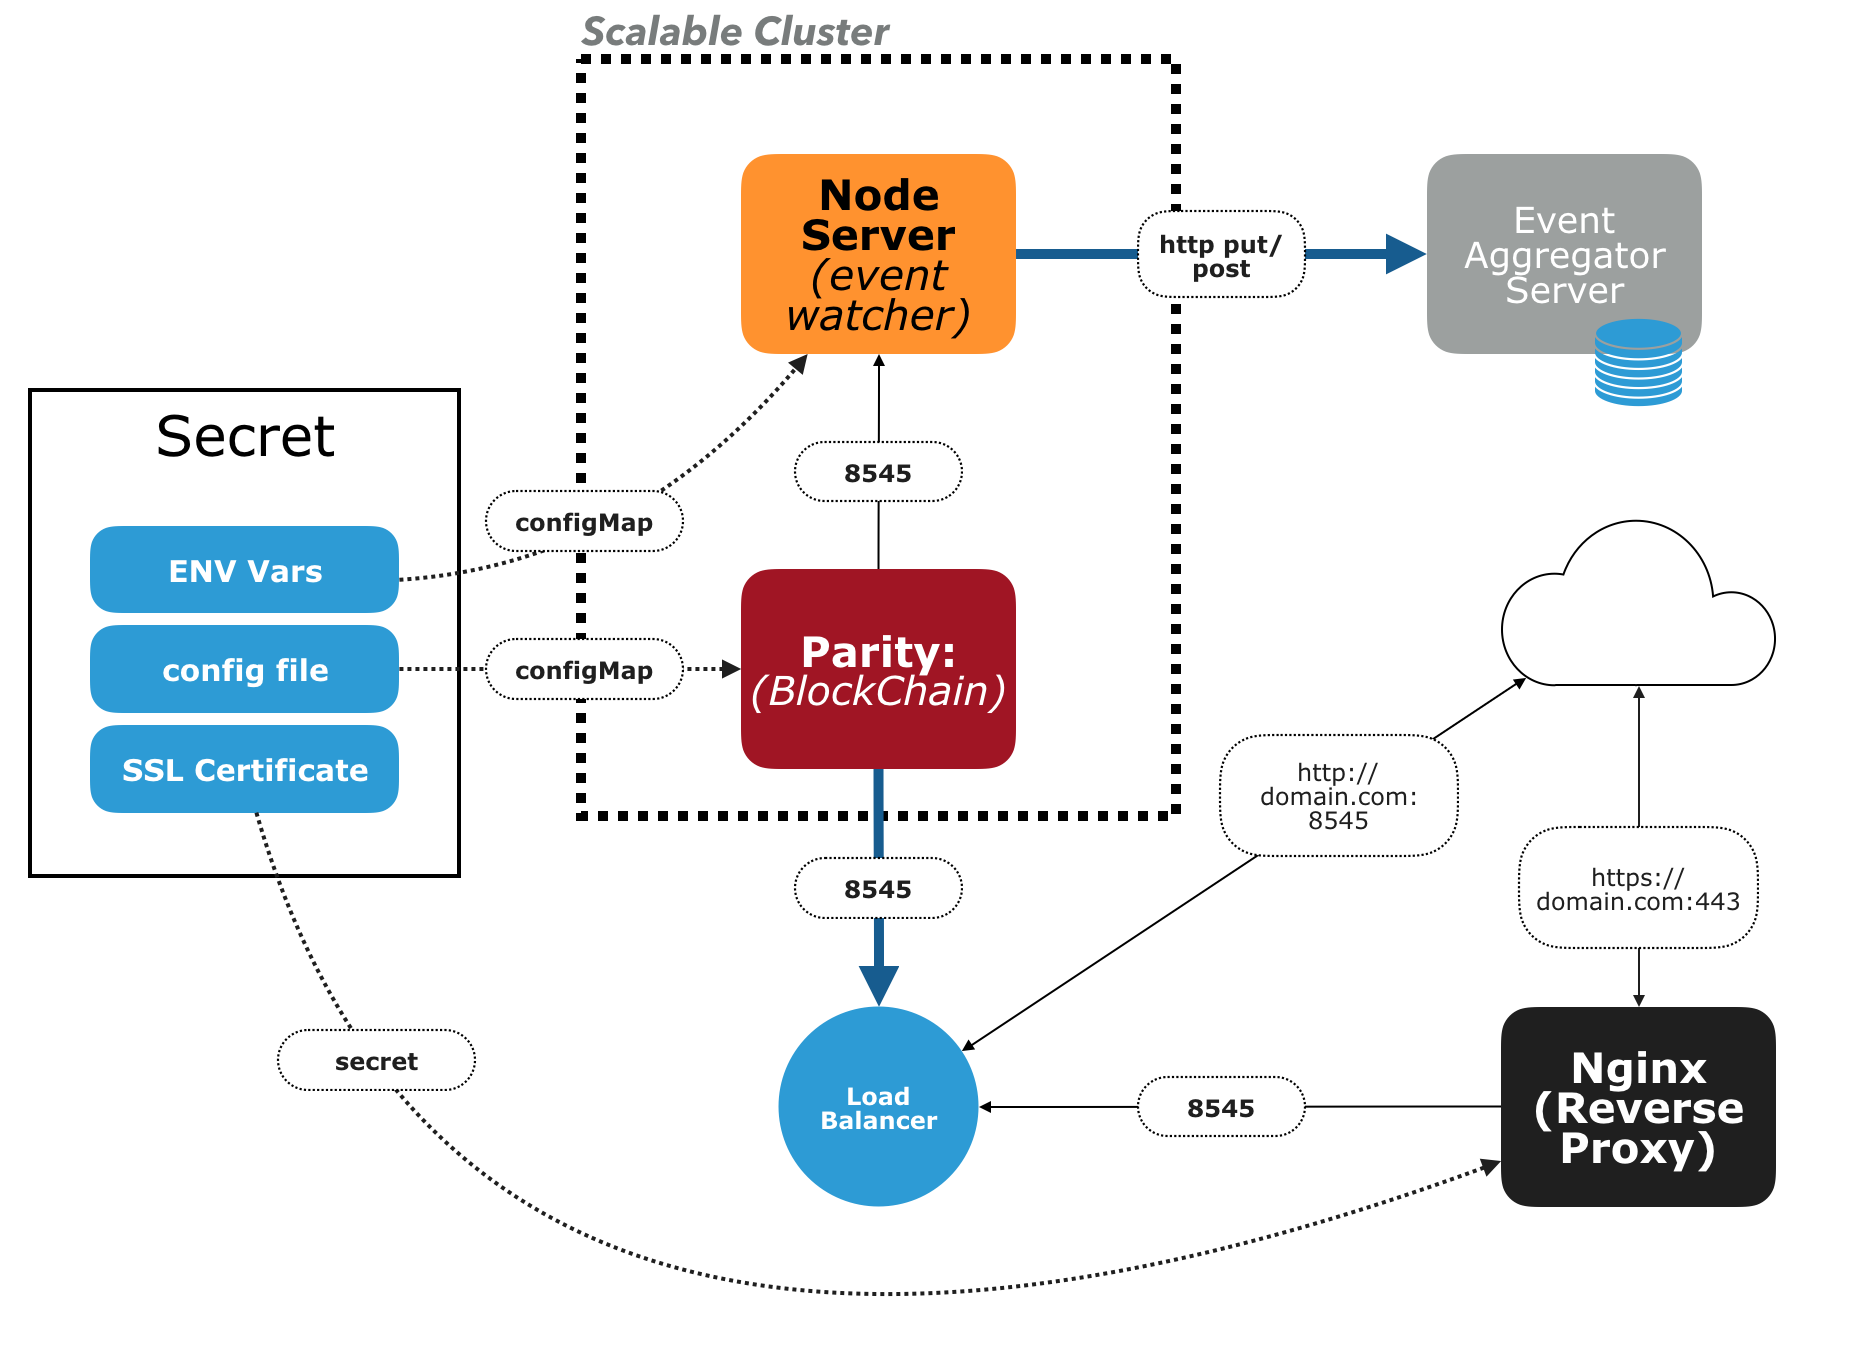 Scalable Cluster
Node
Server
(event
watcher)
http put/
post
Event
Aggregator
Server
Secret
8545
configMap
ENV Vars
config file
configMap
Parity:
(BlockChain)
SSL Certificate
http://
domain.com:
8545
8545
https://
domain.com:443
secret
Load
Balancer
8545
Nginx
(Reverse
Proxy)